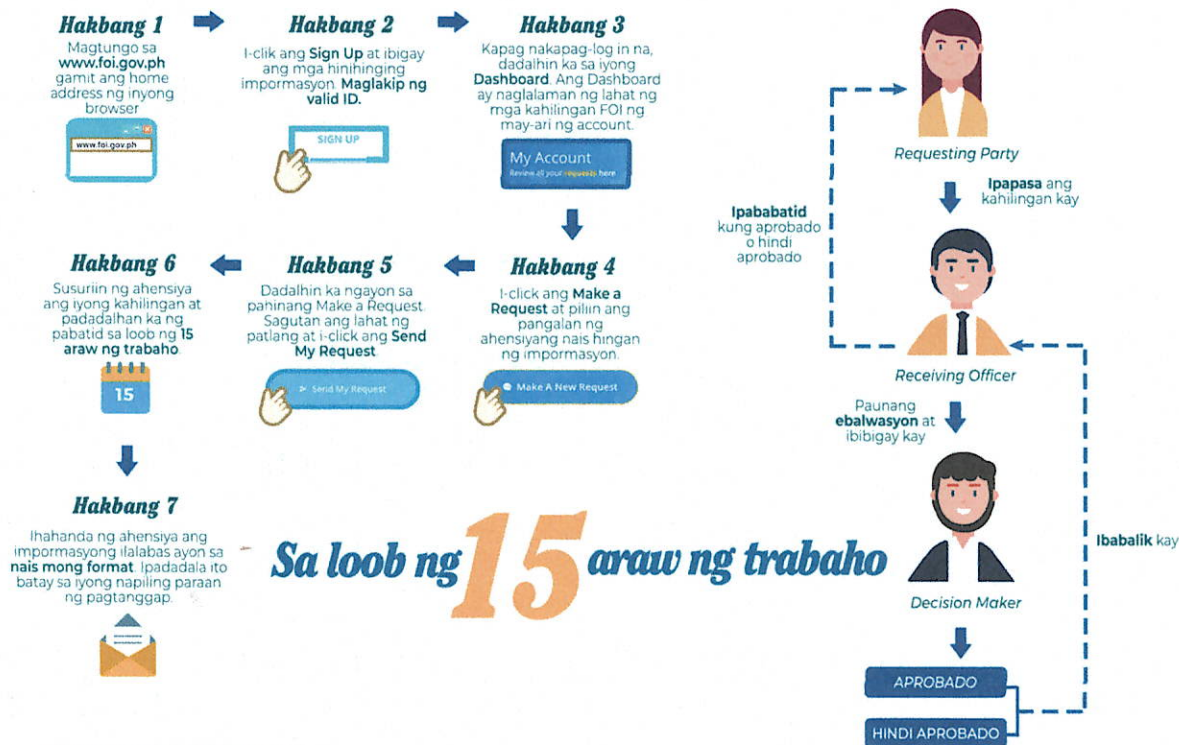 Hakbang 1
Magtungo sa
www.foi.gov.ph
gamit ang home
address ng inyong
browser
www.foi.gov.ph
Hakbang 2
I-clik ang Sign Up at ibigay
ang mga hinihinging
impormasyon. Maglakip ng
valid ID.
SIGN UP
Hakbang 3
Kapag nakapag-log in na,
dadalhin ka sa iyong
Dashboard. Ang Dashboard
ay naglalaman ng lahat ng
mga kahilingan FOI ng
may-ari ng account.
My Account
Review all your requests here
Hakbang 4
I-click ang Make a
Request at piliin ang
pangalan ng
ahensiyang nais hingan
ng impormasyon.
Make A New Request
Hakbang 5
Dadalhin ka ngayon sa
pahinang Make a Request.
Sagutan ang lahat ng
patlang at i-click ang Send
My Request
Send My Request
Hakbang 6
Susuriin ng ahensiya
ang iyong kahilingan at
padadalhan ka ng
pabatid sa loob ng 15
araw ng trabaho
15
Hakbang 7
Ihahanda ng ahensiya ang
impormasyong ilalabas ayon sa
nais mong format. Ipadadala ito
batay sa iyong napiling paraan
ng pagtanggap.
Sa loob ng 15 araw ng trabaho
Requesting Party
Ipapasa ang
kahilingan kay
Ipababatid
kung aprobado
o hindi
aprobado
Receiving Officer
Paunang
ebalwasyon at
ibibigay kay
Decision Maker
Ibabalik kay
APROBADO
HINDI APROBADO